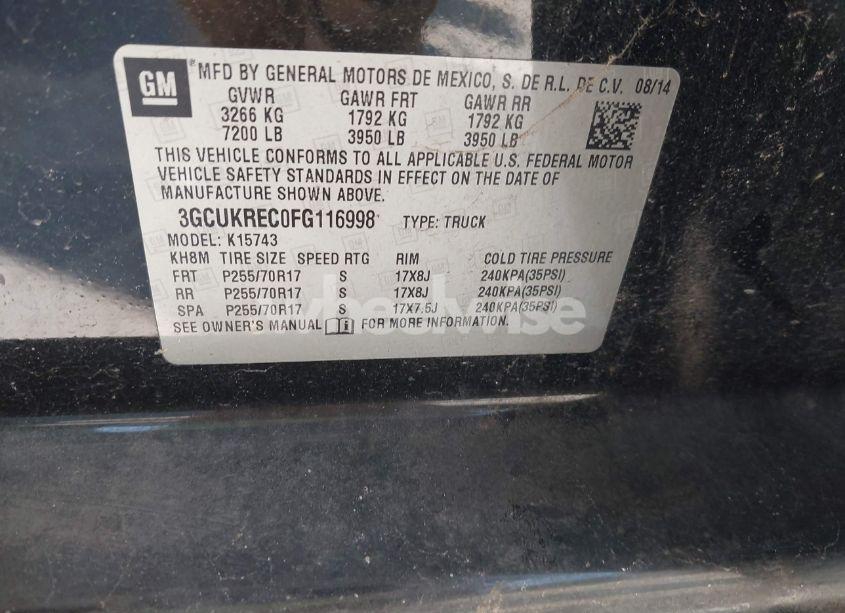 GM MFD BY GENERAL MOTORS DE MEXICO, S. DE R.L. DE C.V. 08/14
GVWR GAWR FRT GAWR RR
3266 KG 1792 KG 1792 KG
7200 LB 3950 LB 3950 LB
THIS VEHICLE CONFORMS TO ALL APPLICABLE U.S. FEDERAL MOTOR
VEHICLE SAFETY STANDARDS IN EFFECT ON THE DATE OF
MANUFACTURE SHOWN ABOVE.
3GCUKREC0FG116998 TYPE: TRUCK
MODEL: K15743
KH8M TIRE SIZE SPEED RTG RIM COLD TIRE PRESSURE
FRT P255/70R17 S 17X8J 240KPA(35PSI)
RR P255/70R17 S 17X8J 240KPA(35PSI)
SPA P255/70R17 S 17X7.5J 240KPA(35PSI)
SEE OWNER'S MANUAL FOR MORE INFORMATION.